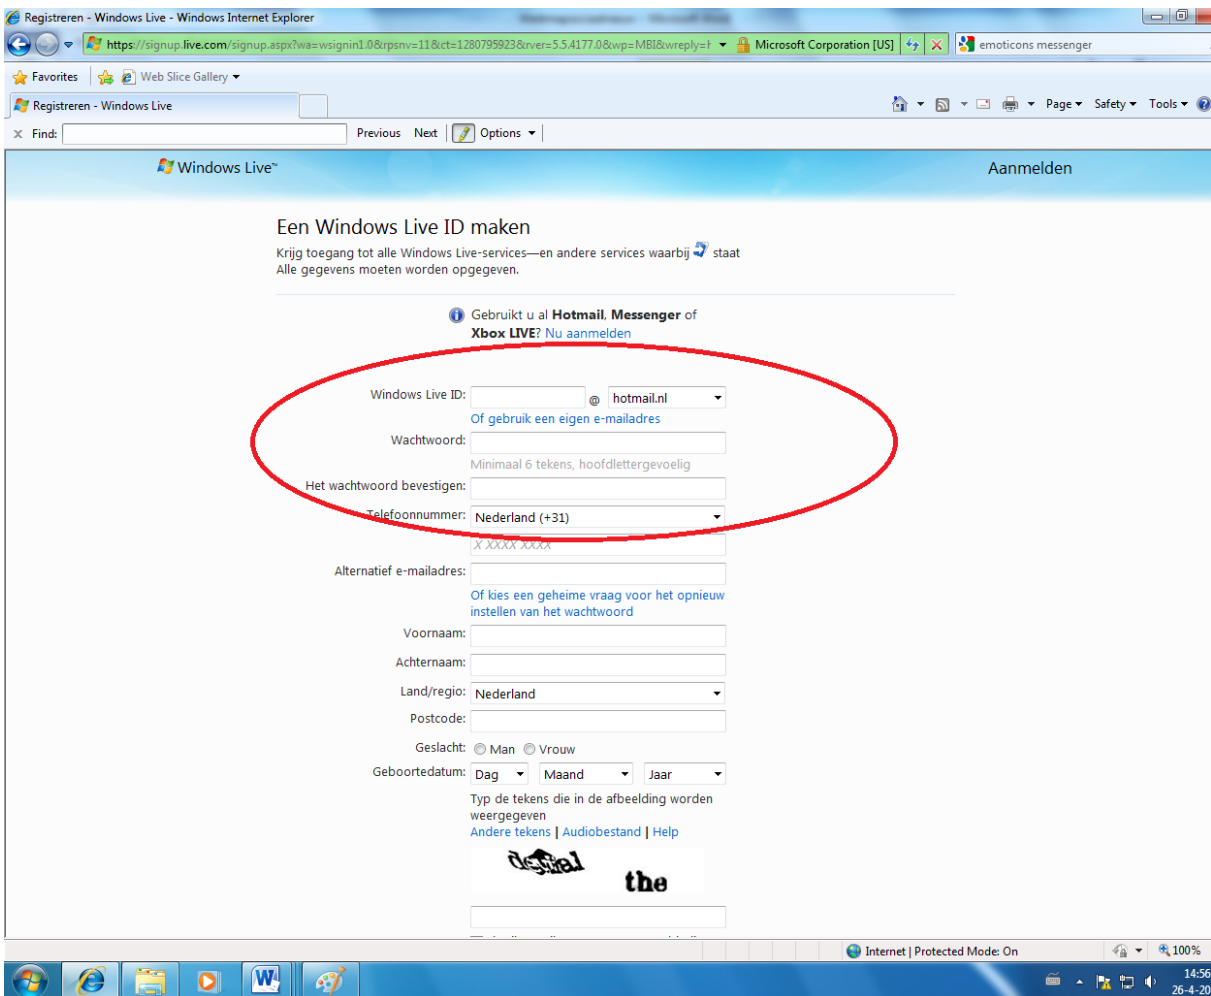 Registreren - Windows Live - Windows Internet Explorer
https://signup.live.com/signup.aspx?wa=wsignin1.0&rpsnv=11&ct=1280795923&rver=5.5.4177.0&wp=MBI&wreply=h Microsoft Corporation [US] emoticons messenger
Favorites Web Slice Gallery
Registreren - Windows Live Page Safety Tools
x Find: Previous Next Options
Windows Live™ Aanmelden
Een Windows Live ID maken
Krijg toegang tot alle Windows Live-services—en andere services waarbij staat
Alle gegevens moeten worden opgegeven.
Gebruikt u al Hotmail, Messenger of
Xbox LIVE? Nu aanmelden
Windows Live ID: @ hotmail.nl
Of gebruik een eigen e-mailadres
Wachtwoord:
Minimaal 6 tekens, hoofdlettergevoelig
Het wachtwoord bevestigen:
Telefoonnummer: Nederland (+31)
X XXXX XXXX
Alternatief e-mailadres:
Of kies een geheime vraag voor het opnieuw
instellen van het wachtwoord
Voornaam:
Achternaam:
Land/regio: Nederland
Postcode:
Geslacht: Man Vrouw
Geboortedatum: Dag Maand Jaar
Typ de tekens die in de afbeelding worden
weergegeven
Andere tekens | Audiobestand | Help
the
Internet | Protected Mode: On 100%
14:56
26-4-20